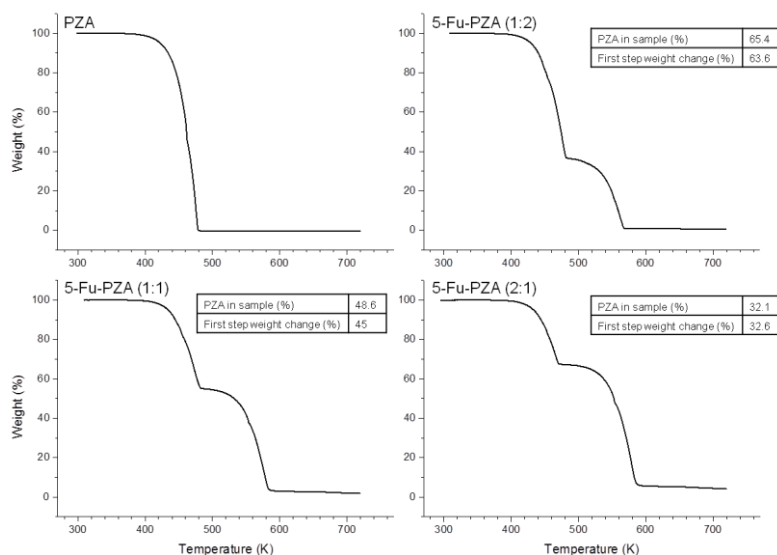 PZA
100
80
60
40
20
0
Weight (%)
300 400 500 600 700
5-Fu-PZA (1:2)
PZA in sample (%) 65.4
First step weight change (%) 63.6
100
80
60
40
20
0
300 400 500 600 700
5-Fu-PZA (1:1)
PZA in sample (%) 48.6
First step weight change (%) 45
100
80
60
40
20
0
Weight (%)
300 400 500 600 700
Temperature (K)
5-Fu-PZA (2:1)
PZA in sample (%) 32.1
First step weight change (%) 32.6
100
80
60
40
20
0
300 400 500 600 700
Temperature (K)